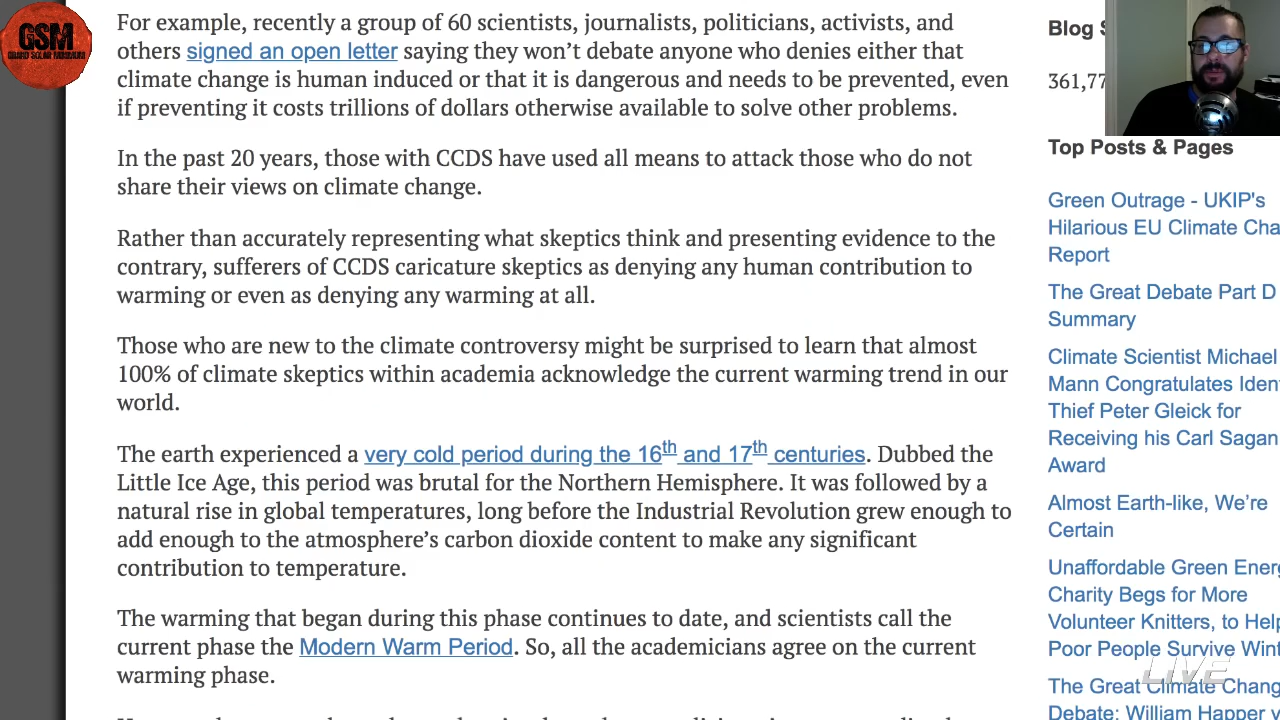 GSM
GRAND SOLAR MINIMUM
For example, recently a group of 60 scientists, journalists, politicians, activists, and
others signed an open letter saying they won’t debate anyone who denies either that
climate change is human induced or that it is dangerous and needs to be prevented, even
if preventing it costs trillions of dollars otherwise available to solve other problems.
In the past 20 years, those with CCDS have used all means to attack those who do not
share their views on climate change.
Rather than accurately representing what skeptics think and presenting evidence to the
contrary, sufferers of CCDS caricature skeptics as denying any human contribution to
warming or even as denying any warming at all.
Those who are new to the climate controversy might be surprised to learn that almost
100% of climate skeptics within academia acknowledge the current warming trend in our
world.
The earth experienced a very cold period during the 16th and 17th centuries. Dubbed the
Little Ice Age, this period was brutal for the Northern Hemisphere. It was followed by a
natural rise in global temperatures, long before the Industrial Revolution grew enough to
add enough to the atmosphere’s carbon dioxide content to make any significant
contribution to temperature.
The warming that began during this phase continues to date, and scientists call the
current phase the Modern Warm Period. So, all the academicians agree on the current
warming phase.
Blog S
361,77
Top Posts & Pages
Green Outrage - UKIP's
Hilarious EU Climate Cha
Report
The Great Debate Part D
Summary
Climate Scientist Michael
Mann Congratulates Iden
Thief Peter Gleick for
Receiving his Carl Sagan
Award
Almost Earth-like, We’re
Certain
Unaffordable Green Energ
Charity Begs for More
Volunteer Knitters, to Help
Poor People Survive Wint
The Great Climate Chang
Debate: William Happer v
LIVE